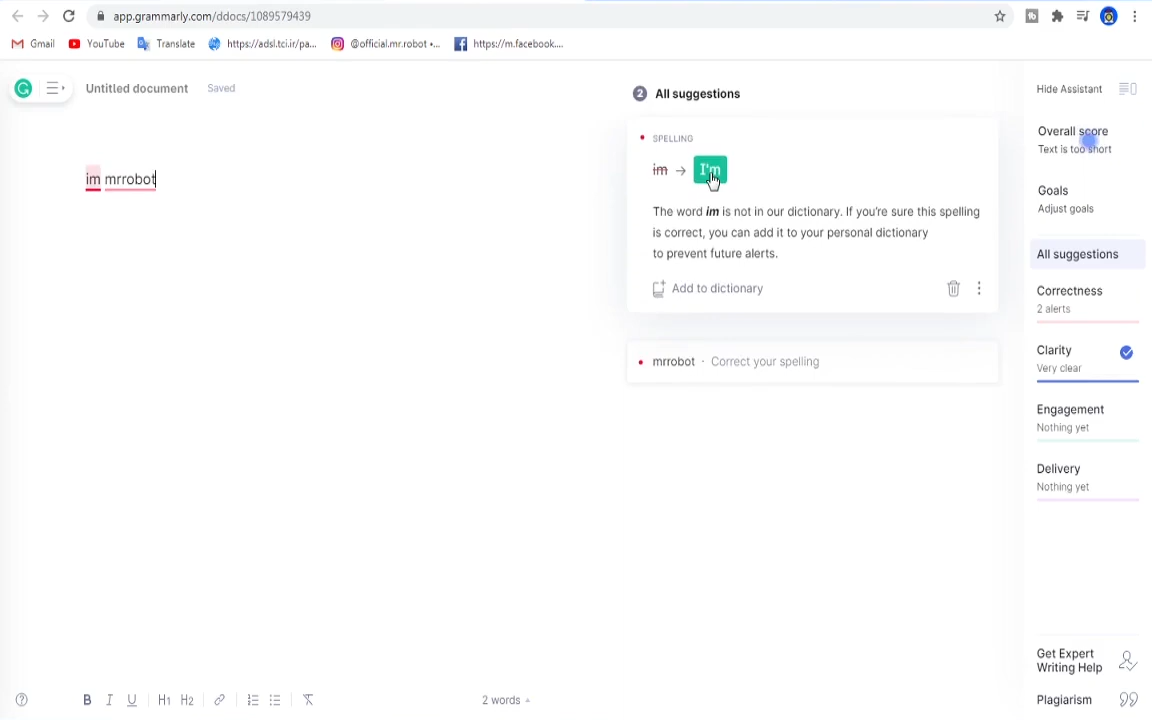 app.grammarly.com/ddocs/1089579439
Gmail YouTube Translate https://adsl.tci.ir/pa... @official.mr.robot •... https://m.facebook....
Untitled document Saved
im mrrobot
2 All suggestions
SPELLING
im → I'm
The word im is not in our dictionary. If you're sure this spelling
is correct, you can add it to your personal dictionary
to prevent future alerts.
Add to dictionary
mrrobot · Correct your spelling
Hide Assistant
Overall score
Text is too short
Goals
Adjust goals
All suggestions
Correctness
2 alerts
Clarity
Very clear
Engagement
Nothing yet
Delivery
Nothing yet
Get Expert
Writing Help
Plagiarism
B I U H1 H2
2 words